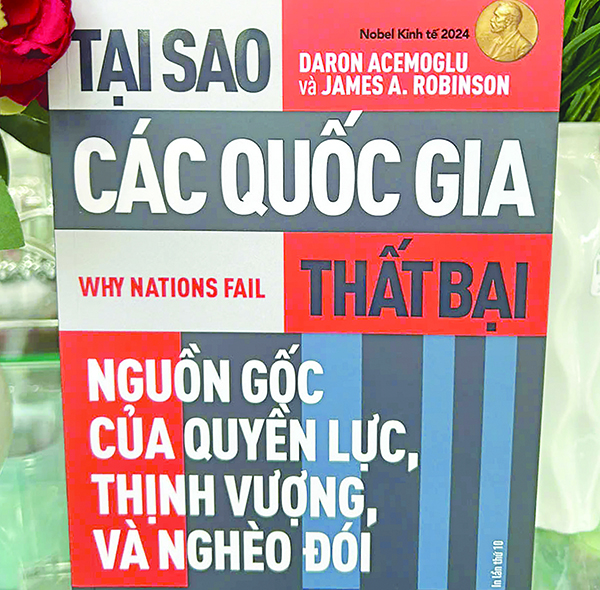 TẠI SAO
Nobel Kinh tế 2024
DARON ACEMOGLU
và JAMES A. ROBINSON
CÁC QUỐC GIA
WHY NATIONS FAIL
THẤT BẠI
NGUỒN GỐC
CỦA QUYỀN LỰC,
THỊNH VƯỢNG,
VÀ NGHÈO ĐÓI
In lần thứ 10